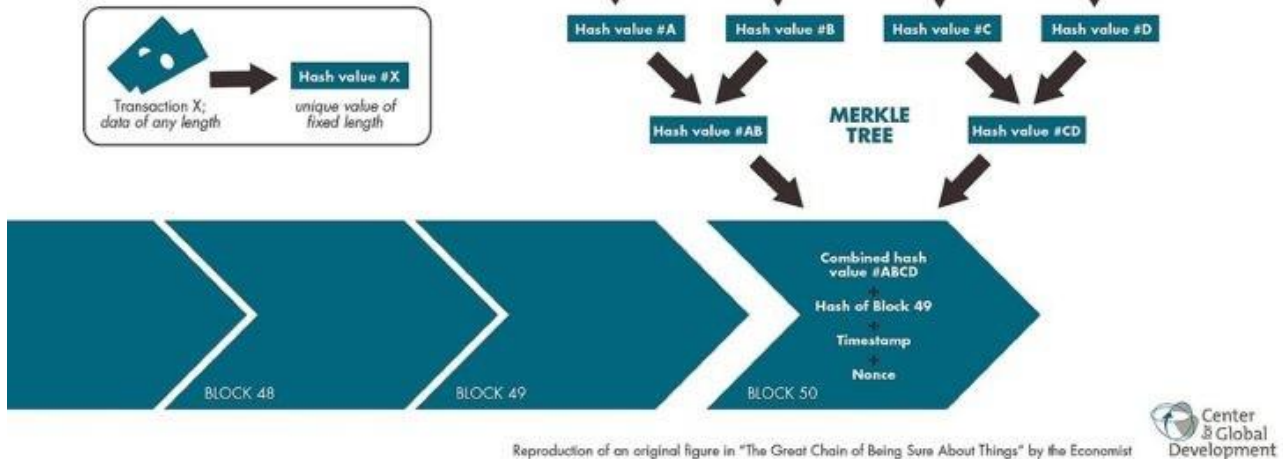 Hash value #A
Hash value #B
Hash value #C
Hash value #D
Transaction X;
data of any length
Hash value #X
unique value of
fixed length
Hash value #AB
MERKLE
TREE
Hash value #CD
Combined hash
value #ABCD
+
Hash of Block 49
+
Timestamp
+
Nonce
BLOCK 48
BLOCK 49
BLOCK 50
Reproduction of an original figure in "The Great Chain of Being Sure About Things" by the Economist
Center
for Global
Development